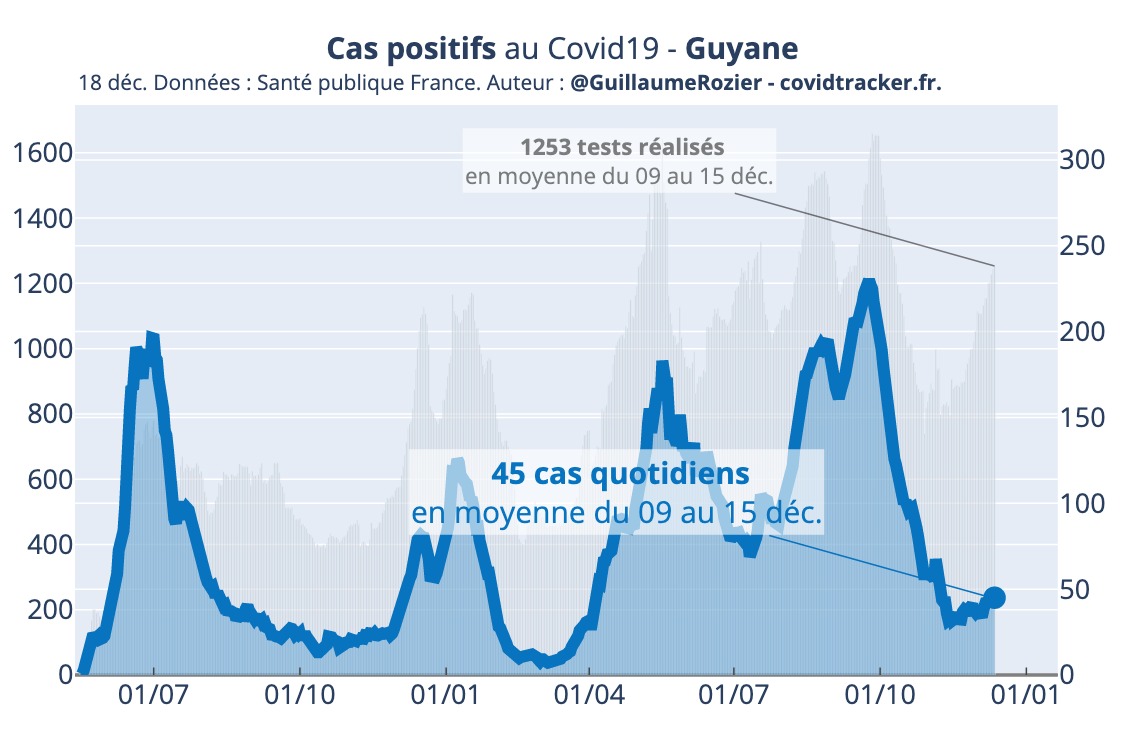 Cas positifs au Covid19 - Guyane
18 déc. Données : Santé publique France. Auteur : @GuillaumeRozier - covidtracker.fr.
1253 tests réalisés
en moyenne du 09 au 15 déc.
45 cas quotidiens
en moyenne du 09 au 15 déc.
1600
1400
1200
1000
800
600
400
200
0
300
250
200
150
100
50
0
01/07 01/10 01/01 01/04 01/07 01/10 01/01